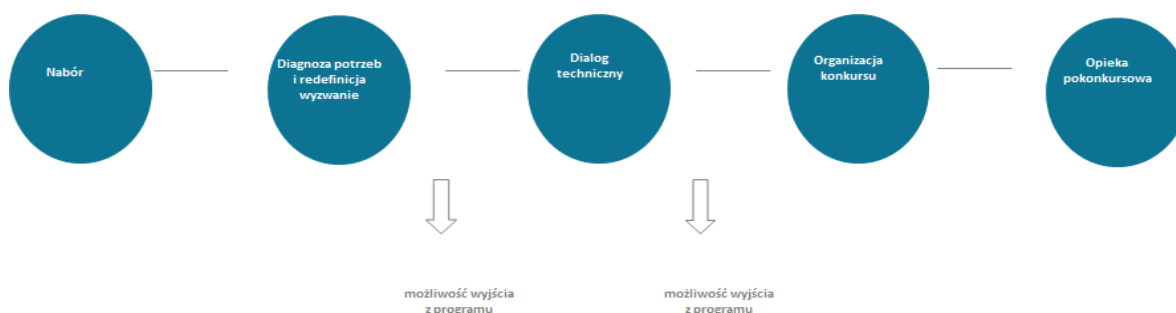 Nabór
Diagnoza potrzeb
i redefinicja
wyzwanie
Dialog
techniczny
Organizacja
konkursu
Opieka
pokonkursowa
możliwość wyjścia
z programu
możliwość wyjścia
z programu